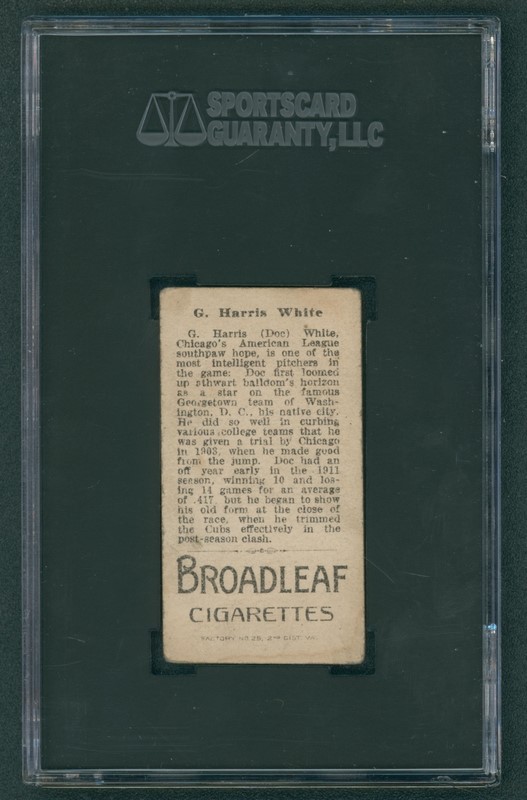 SPORTSCARD
GUARANTY, LLC
G. Harris White
G. Harris (Doc) White,
Chicago's American League
southpaw hope, is one of the
most intelligent pitchers in
the game. Doc first loomed
up athwart balldom's horizon
as a star on the famous
Georgetown team of Wash-
ington, D. C., his native city.
He did so well in curbing
various college teams that he
was given a trial by Chicago
in 1903, when he made good
from the jump. Doc had an
off year early in the 1911
season, winning 10 and los-
ing 14 games for an average
of .417 but he began to show
his old form at the close of
the race, when he trimmed
the Cubs effectively in the
post-season clash.
BROADLEAF
CIGARETTES
FACTORY NO. 25, 2ND DIST. VA.